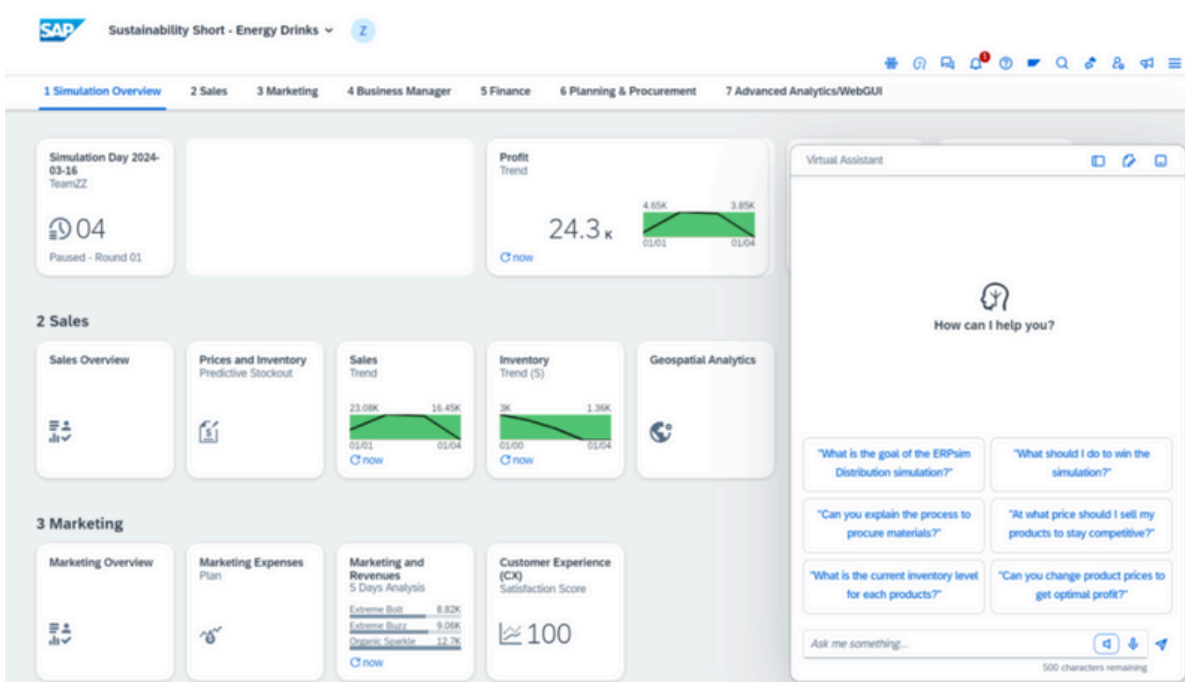 SAP
Sustainability Short - Energy Drinks
Z
1
1 Simulation Overview
2 Sales
3 Marketing
4 Business Manager
5 Finance
6 Planning & Procurement
7 Advanced Analytics/WebGUI
Simulation Day 2024-
03-16
TeamZZ
04
Paused - Round 01
Profit
Trend
24.3 K
4.65K
3.85K
01/01
01/04
now
2 Sales
Sales Overview
Prices and Inventory
Predictive Stockout
Sales
Trend
23.08K
16.45K
01/01
01/04
now
Inventory
Trend (S)
3K
1.36K
01/00
01/04
now
Geospatial Analytics
3 Marketing
Marketing Overview
Marketing Expenses
Plan
Marketing and
Revenues
5 Days Analysis
Extreme Bolt 8.82K
Extreme Buzz 9.06K
Organic Sparkle 12.7K
now
Customer Experience
(CX)
Satisfaction Score
100
Virtual Assistant
How can I help you?
"What is the goal of the ERPsim
Distribution simulation?"
"What should I do to win the
simulation?"
"Can you explain the process to
procure materials?"
"At what price should I sell my
products to stay competitive?"
"What is the current inventory level
for each products?"
"Can you change product prices to
get optimal profit?"
Ask me something...
500 characters remaining